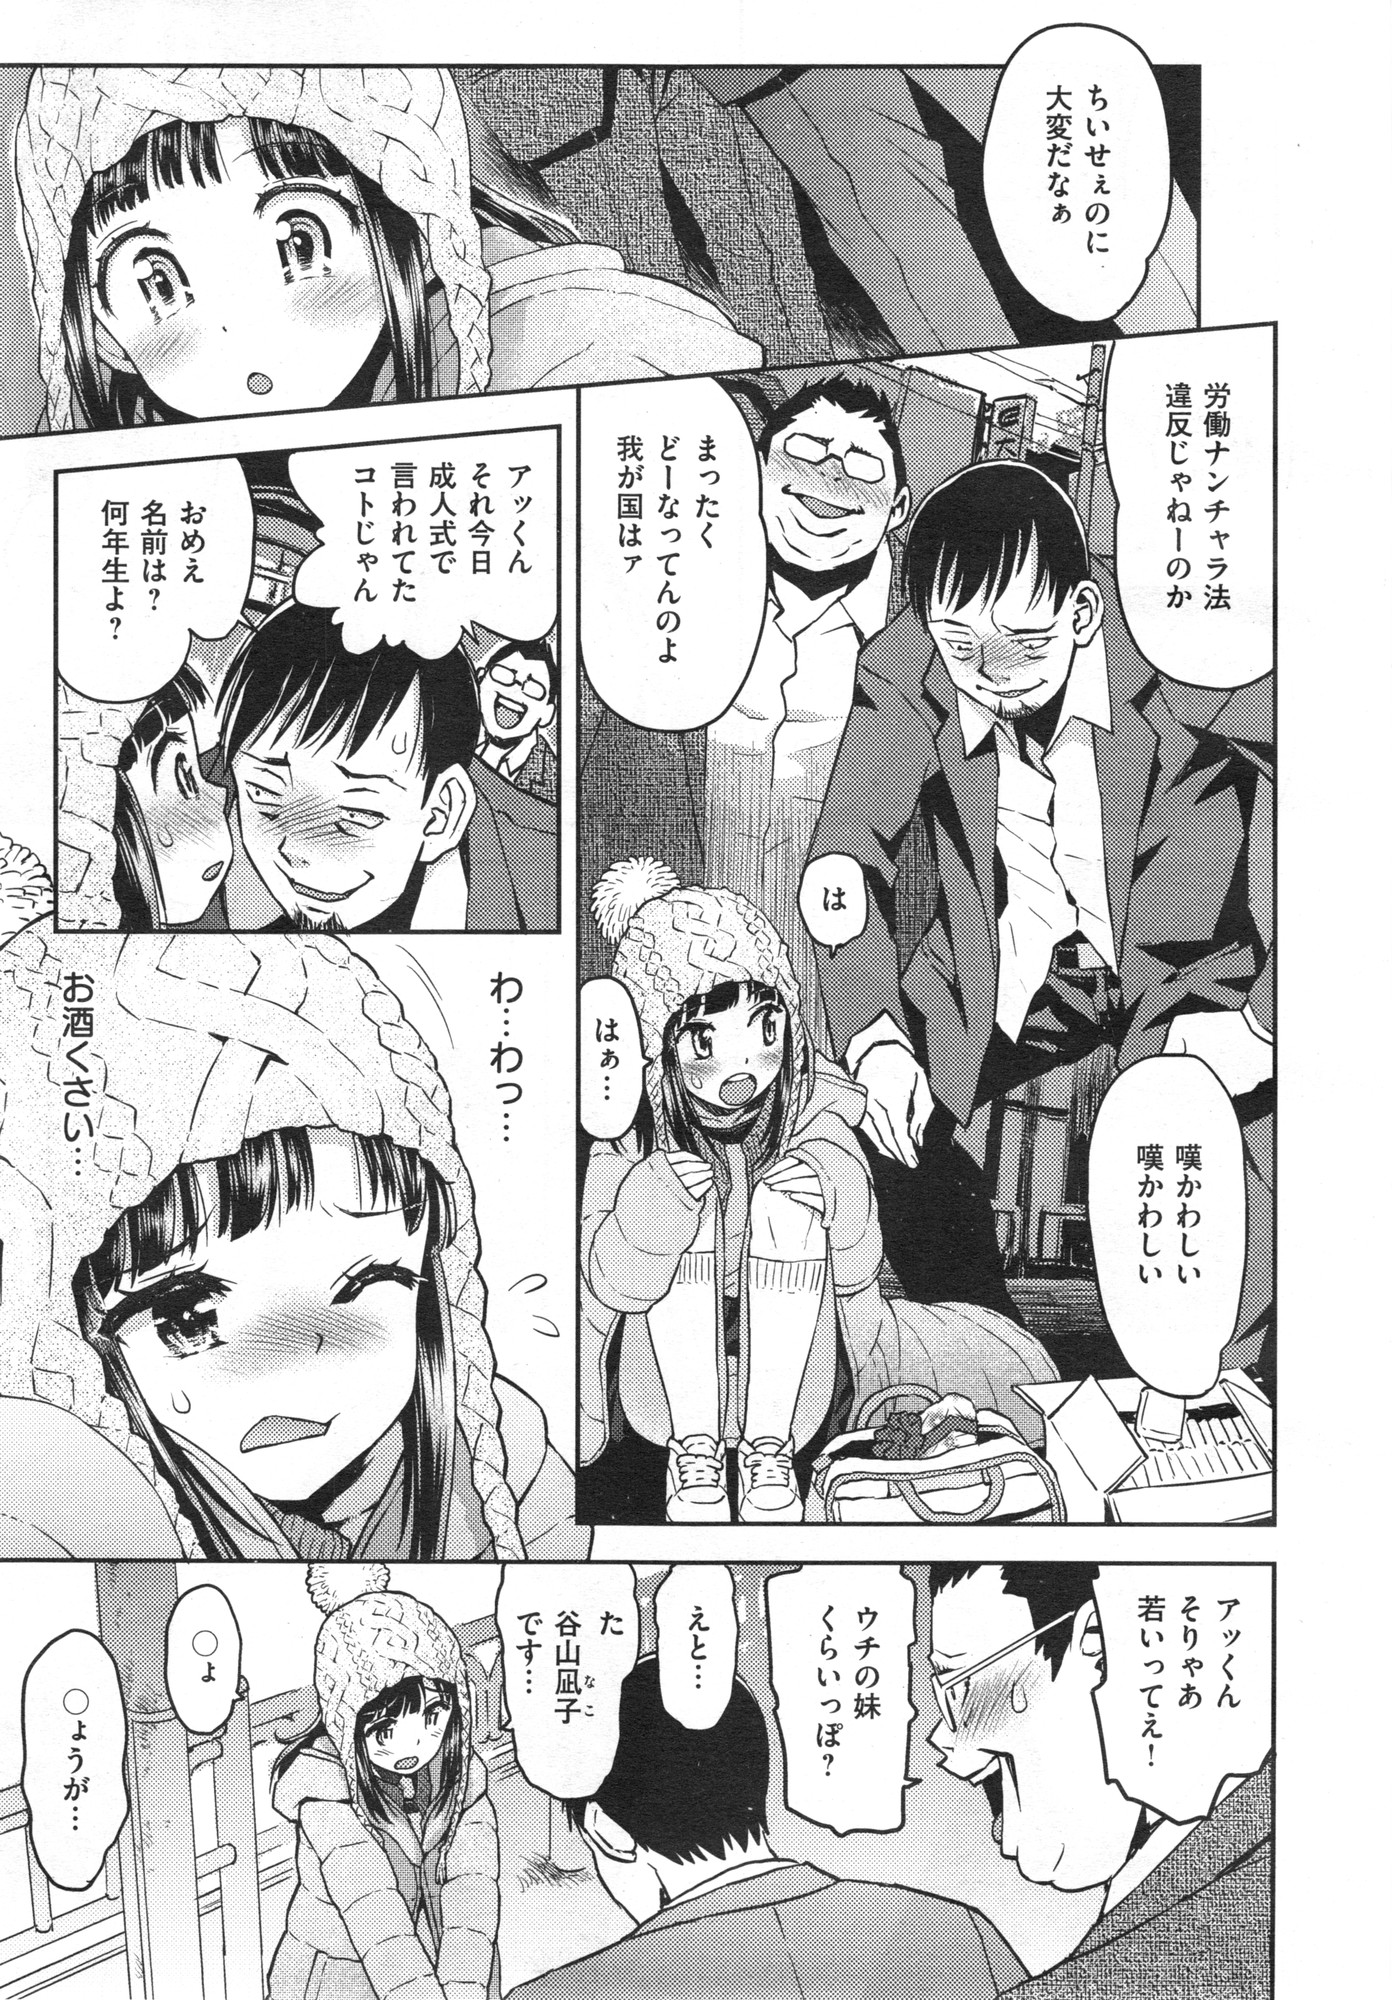 ちいせぇのに
大変だなぁ
労働ナンチャラ法
違反じゃねーのか
まったく
どーなってんのよ
我が国はァ
は
はぁ…
嘆かわしい
嘆かわしい
アッくん
それ今日
成人式で
言われてた
コトじゃん
おめえ
名前は？
何年生よ？
わ…わっ…
お酒くさい…
アッくん
そりゃあ
若いってえ！
ウチの妹
くらいっぽ？
えと…
た
谷山凪子
なこ
です…
○ょ
○ょうが…